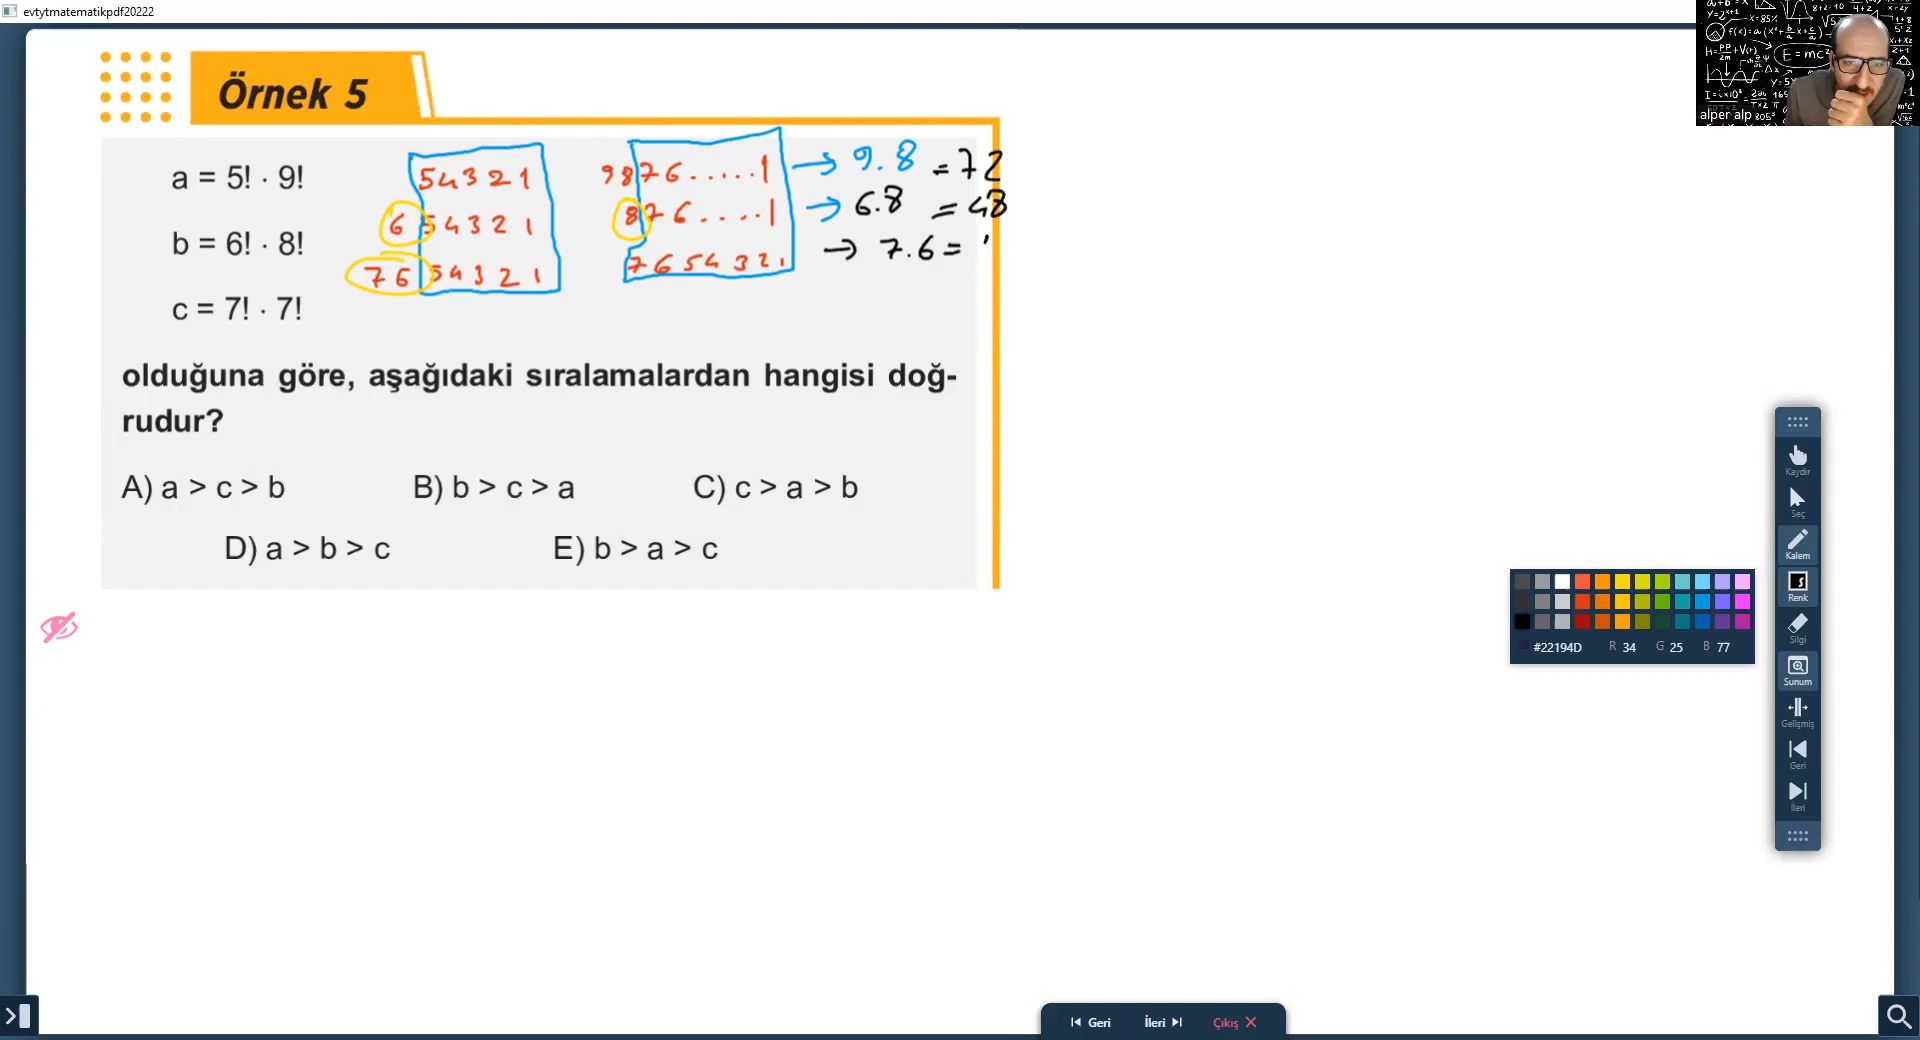 evtytmatematikpdf20222
alper alp
Örnek 5
a = 5! · 9!
b = 6! · 8!
c = 7! · 7!
5 4 3 2 1
6 5 4 3 2 1
7 6 5 4 3 2 1
9 8 7 6 . . . . . 1 → 9.8 = 72
8 7 6 . . . . 1 → 6.8 = 48
7 6 5 4 3 2 1 → 7.6 =
olduğuna göre, aşağıdaki sıralamalardan hangisi doğ-
rudur?
A) a > c > b B) b > c > a C) c > a > b
D) a > b > c E) b > a > c
Kaydır
Seç
Kalem
Renk
Silgi
Sunum
Gelişmiş
Geri
İleri
#22194D R 34 G 25 B 77
Geri İleri Çıkış